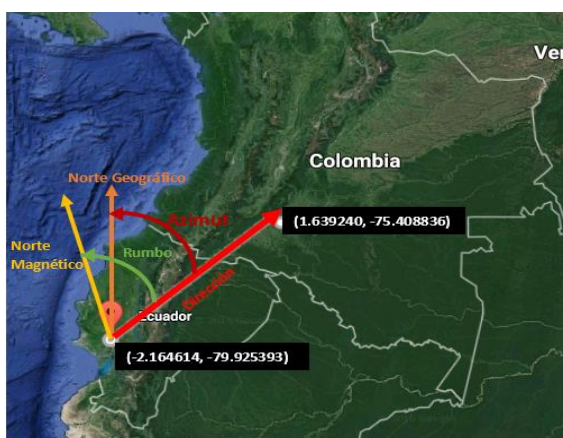 Ver
Colombia
Norte Geográfico
Azimut
(1.639240, -75.408836)
Norte
Magnético
Rumbo
Dirección
Ecuador
(-2.164614, -79.925393)